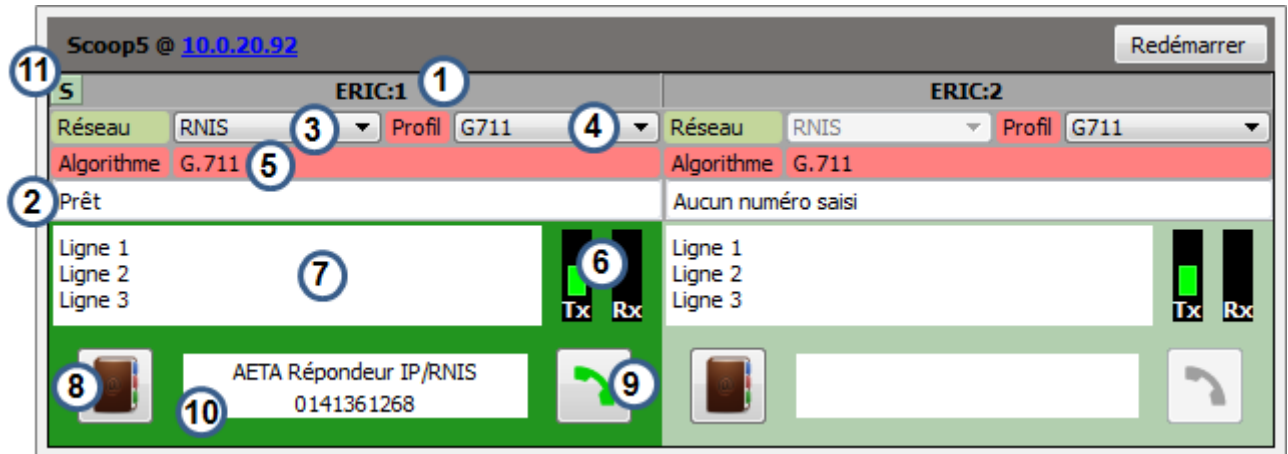 Scoop5 @ 10.0.20.92 Redémarrer
11
S ERIC:1 1 ERIC:2
Réseau RNIS 3 Profil G711 4 Réseau RNIS Profil G711
Algorithme G.711 5 Algorithme G.711
2 Prêt Aucun numéro saisi
Ligne 1 Ligne 1
Ligne 2 7 6 Ligne 2
Ligne 3 Tx Rx Ligne 3 Tx Rx
8 AETA Répondeur IP/RNIS 9
10 0141361268